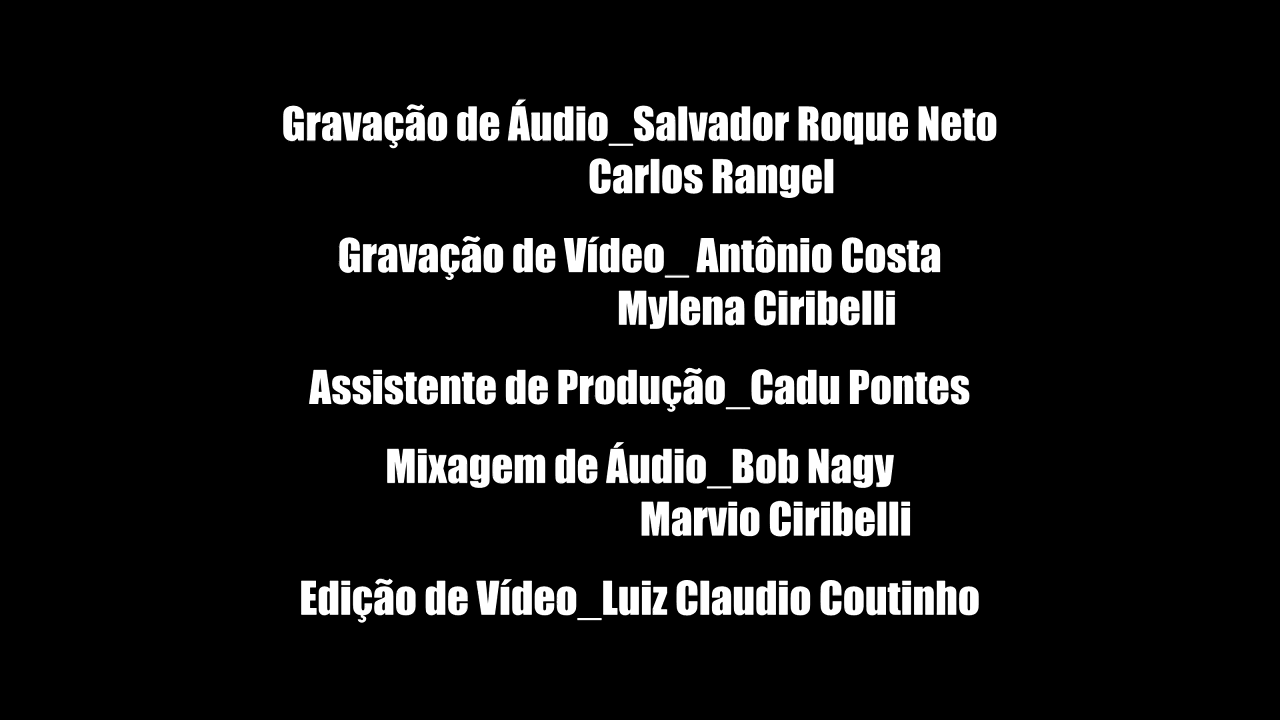 Gravação de Áudio_Salvador Roque Neto
Carlos Rangel
Gravação de Vídeo_ Antônio Costa
Mylena Ciribelli
Assistente de Produção_Cadu Pontes
Mixagem de Áudio_Bob Nagy
Marvio Ciribelli
Edição de Vídeo_Luiz Claudio Coutinho